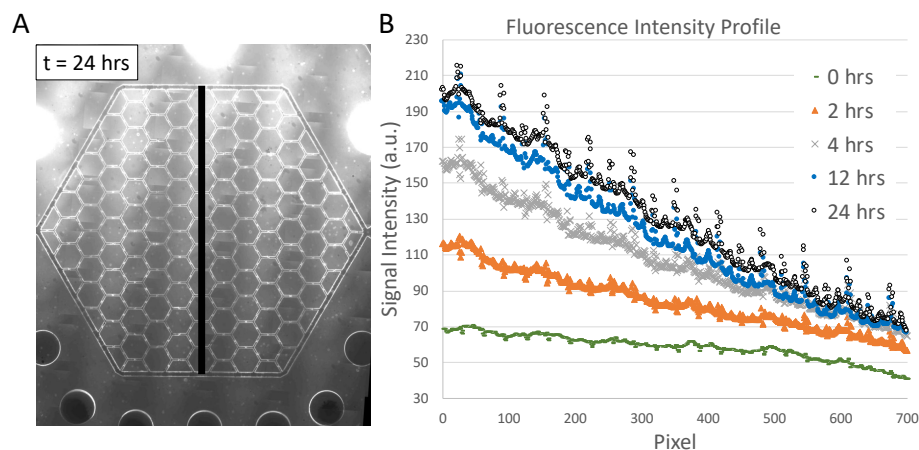 A
t = 24 hrs
B
Fluorescence Intensity Profile
Signal Intensity (a.u.)
230
210
190
170
150
130
110
90
70
50
30
0 hrs
2 hrs
4 hrs
12 hrs
24 hrs
0
100
200
300
400
500
600
700
Pixel